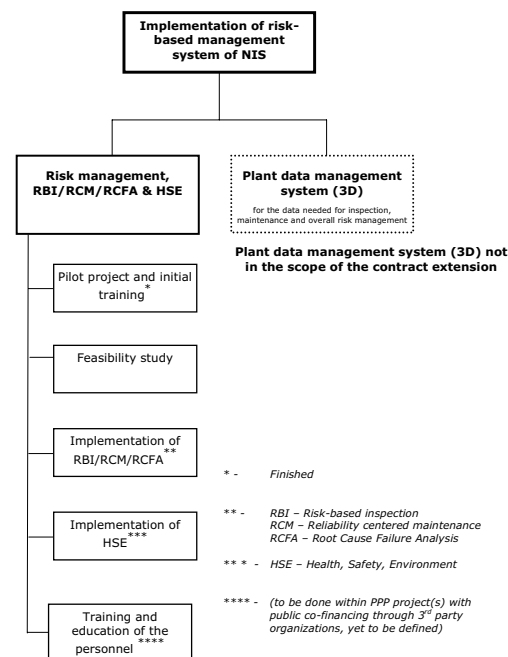 Implementation of risk-
based management
system of NIS
Risk management,
RBI/RCM/RCFA & HSE
Plant data management
system (3D)
for the data needed for inspection,
maintenance and overall risk management
Plant data management system (3D) not
in the scope of the contract extension
Pilot project and initial
training*
Feasibility study
Implementation of
RBI/RCM/RCFA**
Implementation of
HSE***
Training and
education of the
personnel ****
* - Finished
** - RBI – Risk-based inspection
RCM – Reliability centered maintenance
RCFA – Root Cause Failure Analysis
** * - HSE – Health, Safety, Environment
**** - (to be done within PPP project(s) with
public co-financing through 3rd party
organizations, yet to be defined)